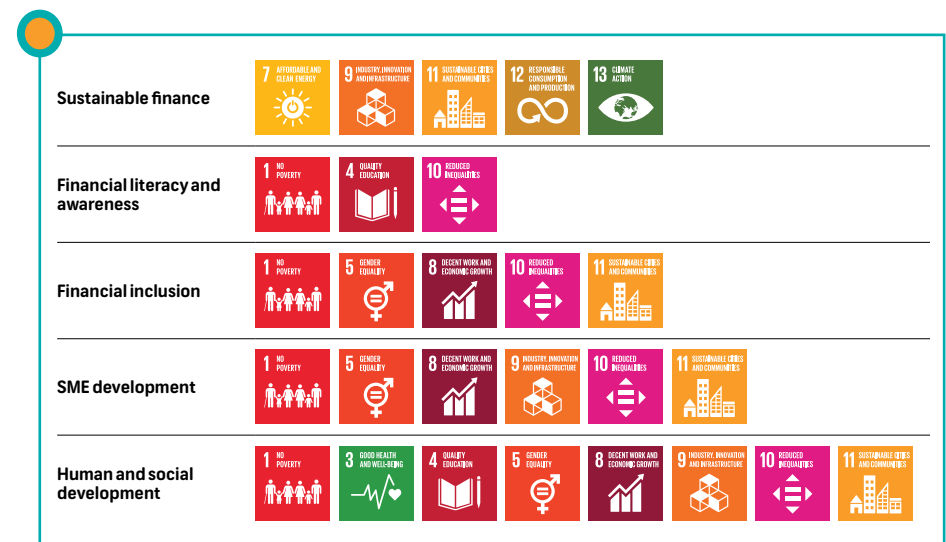 Sustainable finance
7 AFFORDABLE AND
CLEAN ENERGY
9 INDUSTRY, INNOVATION
AND INFRASTRUCTURE
11 SUSTAINABLE CITIES
AND COMMUNITIES
12 RESPONSIBLE
CONSUMPTION
AND PRODUCTION
13 CLIMATE
ACTION
Financial literacy and
awareness
1 NO
POVERTY
4 QUALITY
EDUCATION
10 REDUCED
INEQUALITIES
Financial inclusion
1 NO
POVERTY
5 GENDER
EQUALITY
8 DECENT WORK AND
ECONOMIC GROWTH
10 REDUCED
INEQUALITIES
11 SUSTAINABLE CITIES
AND COMMUNITIES
SME development
1 NO
POVERTY
5 GENDER
EQUALITY
8 DECENT WORK AND
ECONOMIC GROWTH
9 INDUSTRY, INNOVATION
AND INFRASTRUCTURE
10 REDUCED
INEQUALITIES
11 SUSTAINABLE CITIES
AND COMMUNITIES
Human and social
development
1 NO
POVERTY
3 GOOD HEALTH
AND WELL-BEING
4 QUALITY
EDUCATION
5 GENDER
EQUALITY
8 DECENT WORK AND
ECONOMIC GROWTH
9 INDUSTRY, INNOVATION
AND INFRASTRUCTURE
10 REDUCED
INEQUALITIES
11 SUSTAINABLE CITIES
AND COMMUNITIES